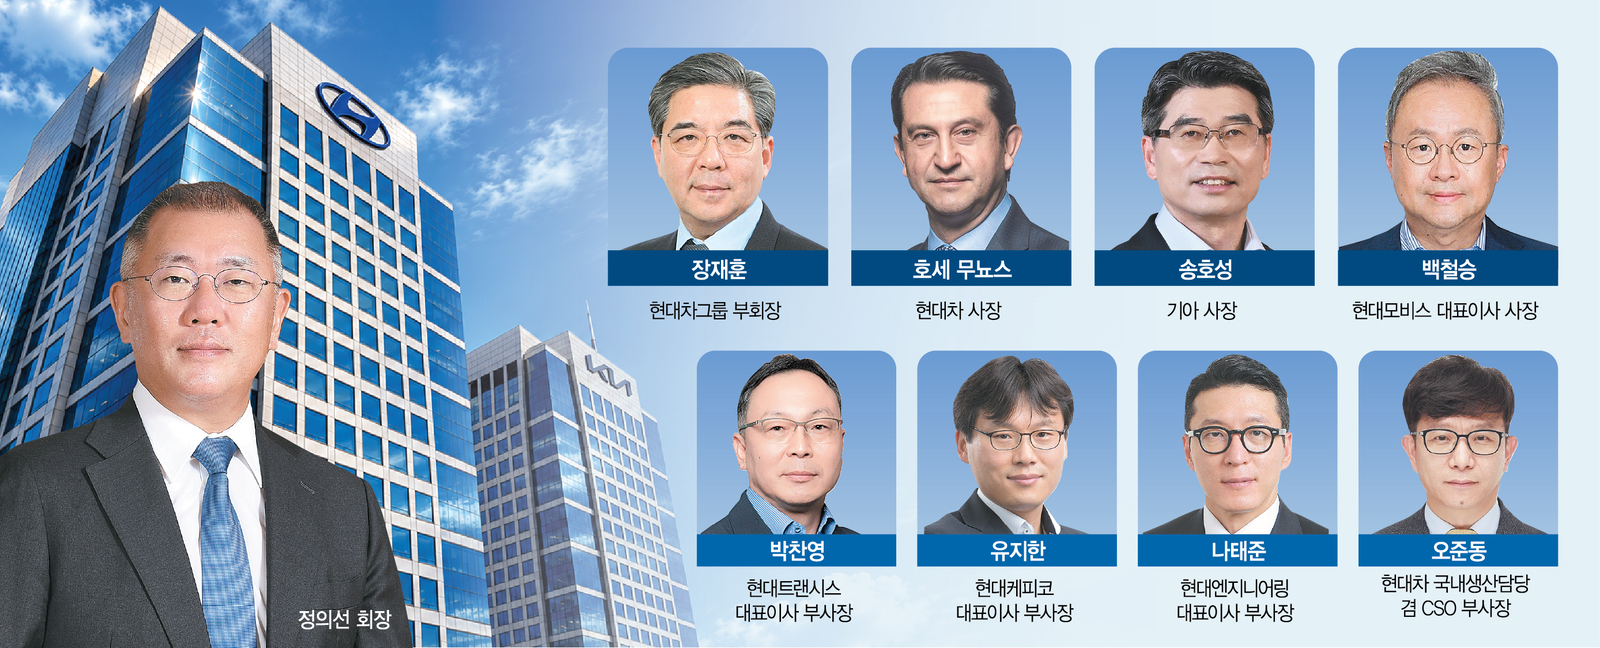 장재훈
현대차그룹 부회장
호세 무뇨스
현대차 사장
송호성
기아 사장
백철승
현대모비스 대표이사 사장
박찬영
현대트랜시스
대표이사 부사장
유지한
현대케피코
대표이사 부사장
나태준
현대엔지니어링
대표이사 부사장
오준동
현대차 국내생산담당
겸 CSO 부사장
정의선 회장
KIA